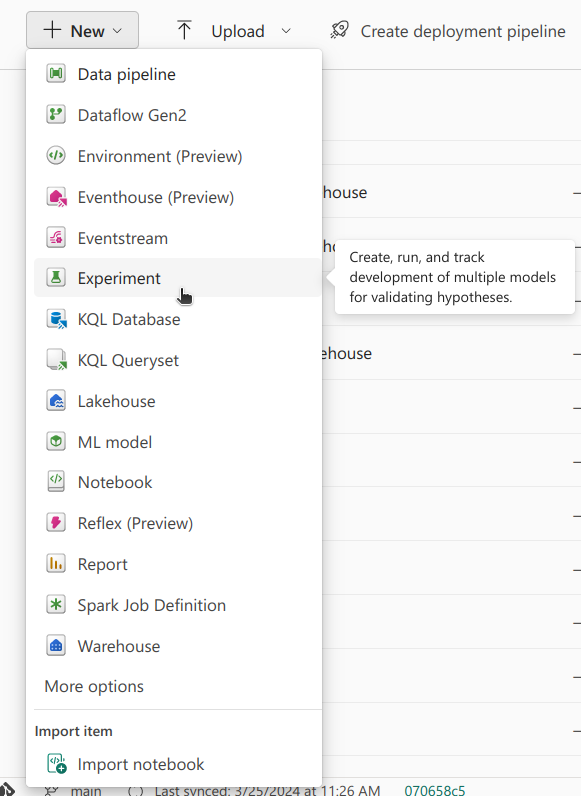 New
Upload
Create deployment pipeline
Data pipeline
Dataflow Gen2
Environment (Preview)
Eventhouse (Preview)
house
Eventstream
Create, run, and track
development of multiple models
for validating hypotheses.
Experiment
KQL Database
KQL Queryset
ehouse
Lakehouse
ML model
Notebook
Reflex (Preview)
Report
Spark Job Definition
Warehouse
More options
Import item
Import notebook
main
Last synced: 3/25/2024 at 11:26 AM
070658c5